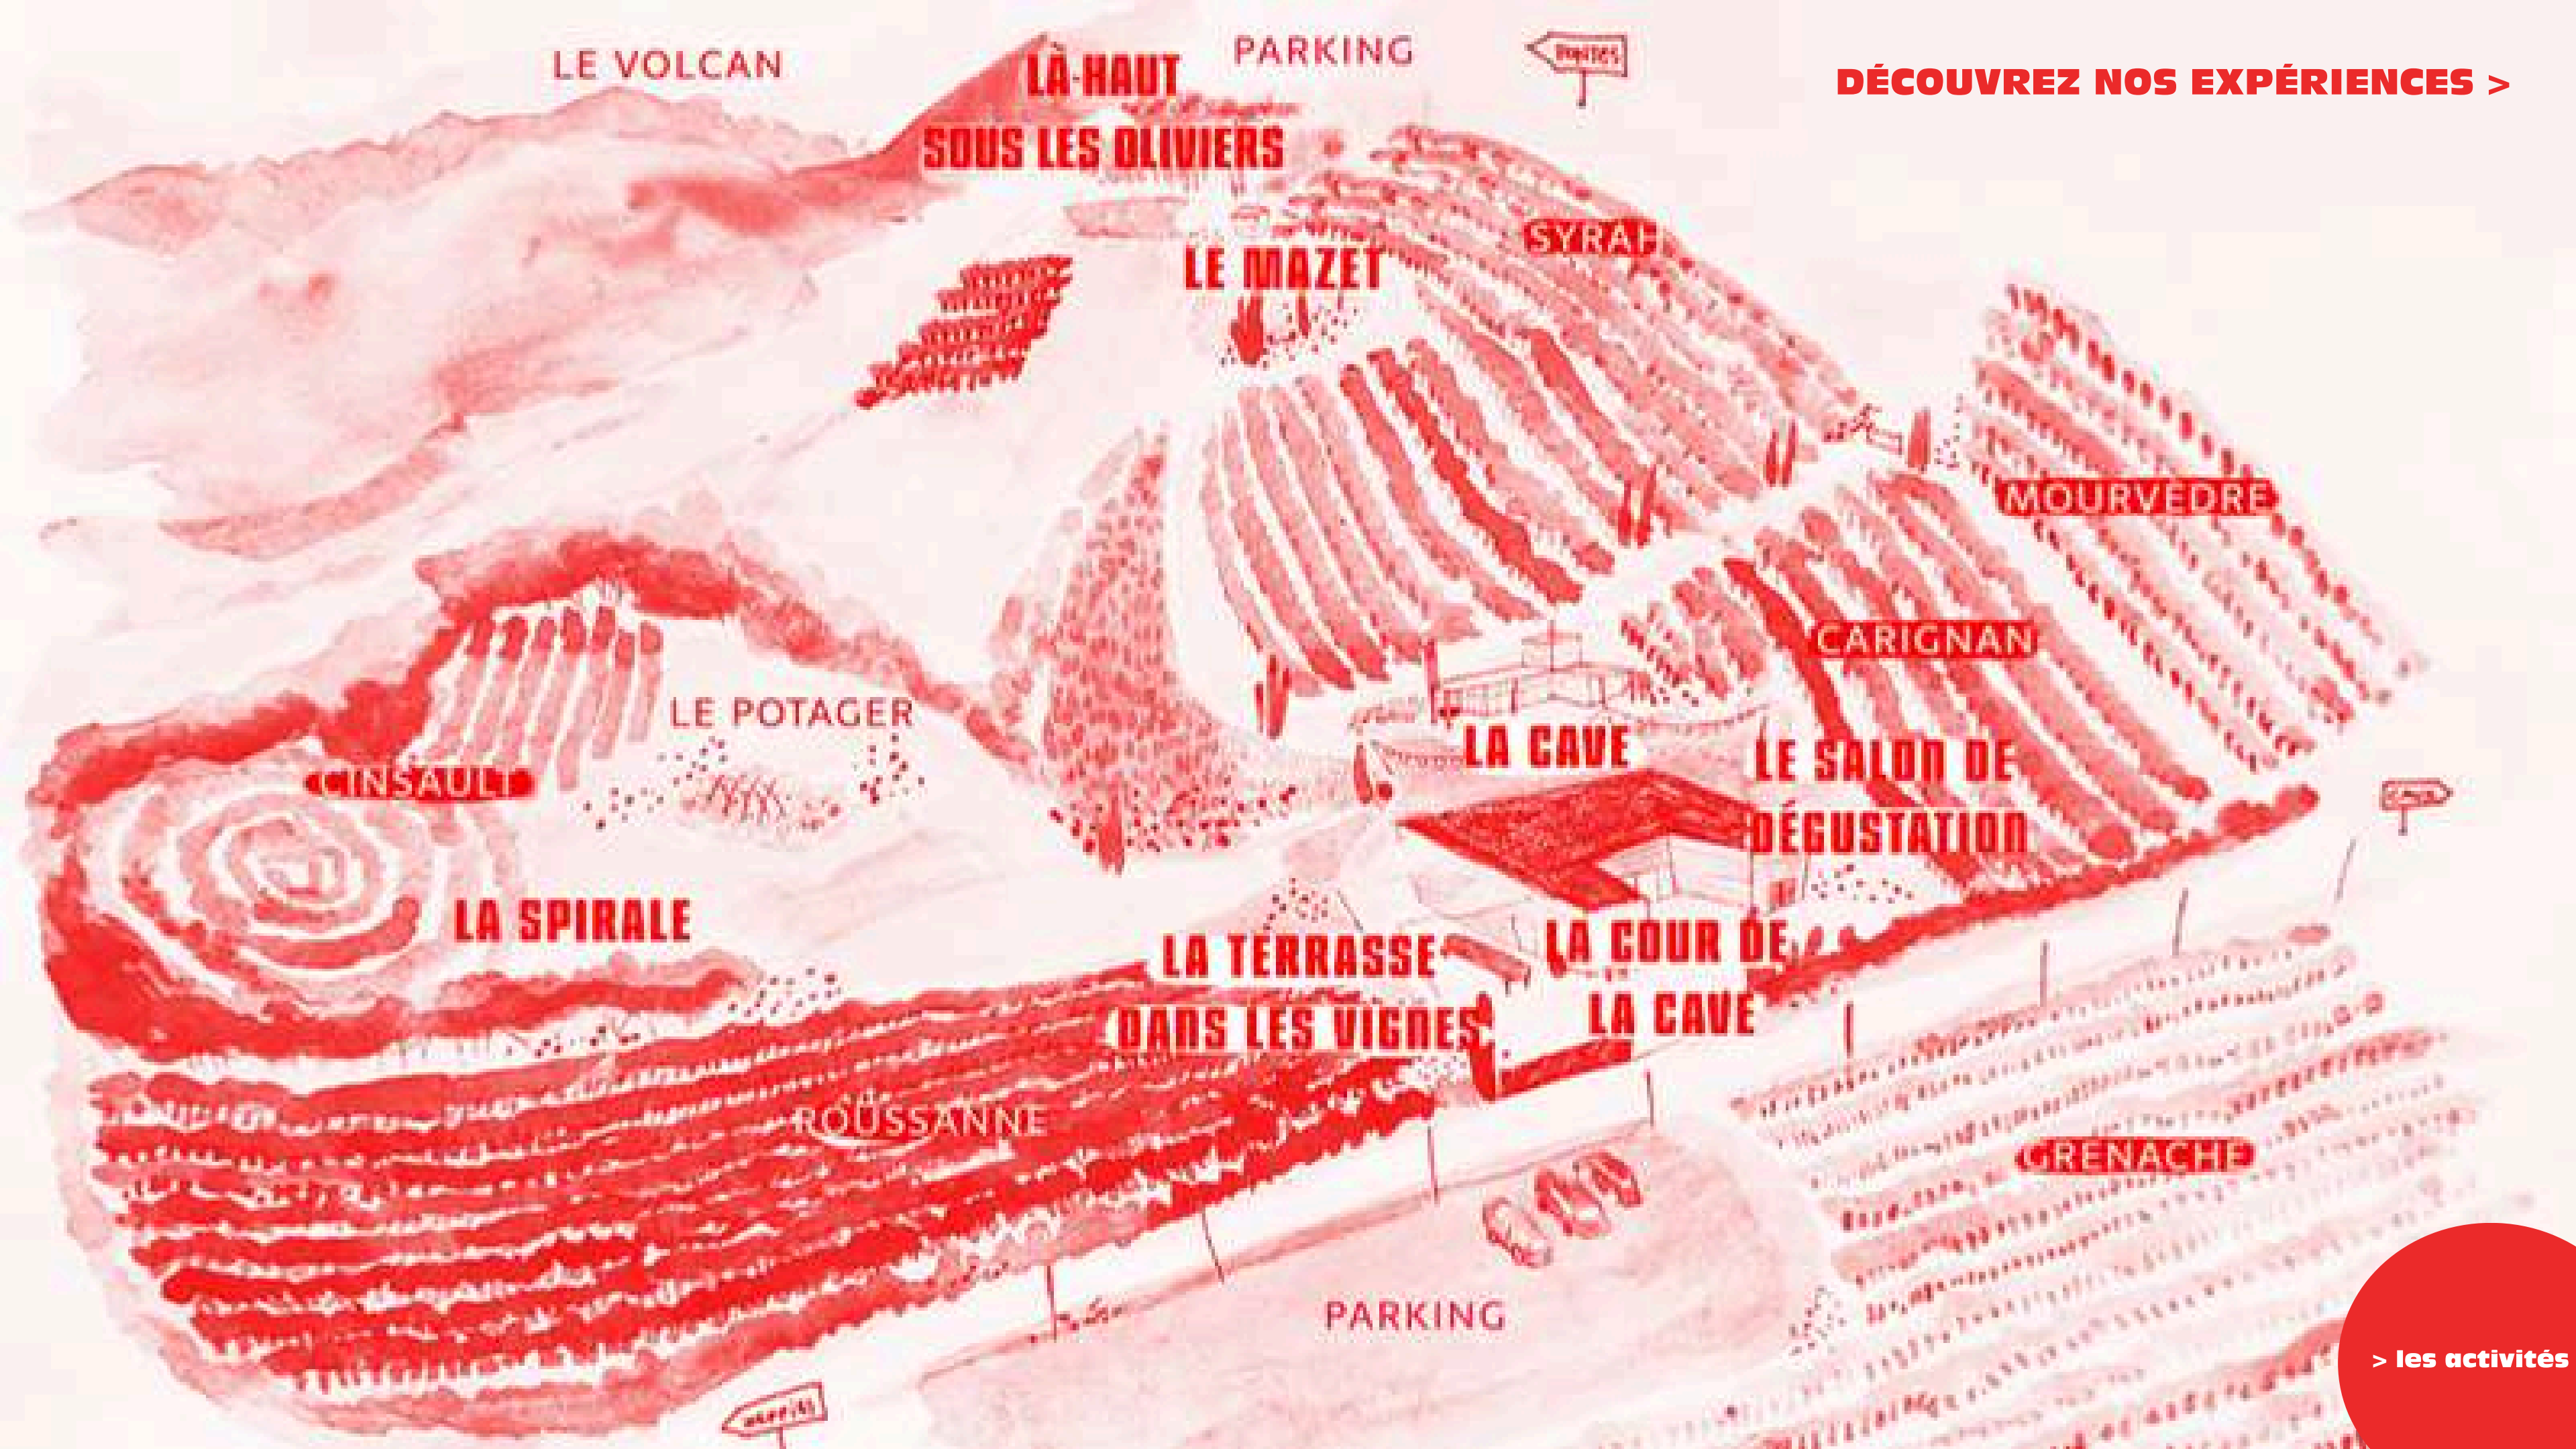 LE VOLCAN
LÀ-HAUT
SOUS LES OLIVIERS
PARKING
DÉCOUVREZ NOS EXPÉRIENCES >
SYRAH
LE MAZET
MOURVÈDRE
CARIGNAN
LE POTAGER
CINSAULT
LA CAVE
LE SALON DE
DÉGUSTATION
LA SPIRALE
LA TERRASSE
DANS LES VIGNES
LA COUR DE
LA CAVE
ROUSSANNE
GRENACHE
PARKING
> les activités